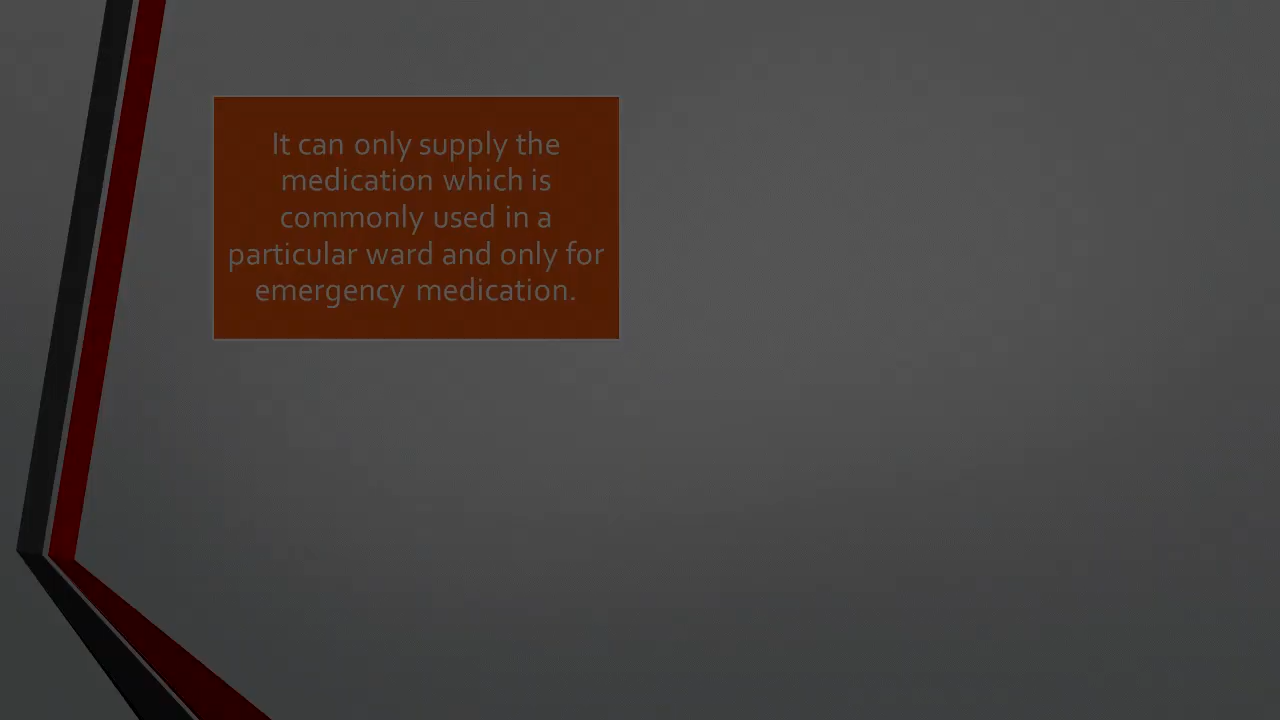 It can only supply the
medication which is
commonly used in a
particular ward and only for
emergency medication.